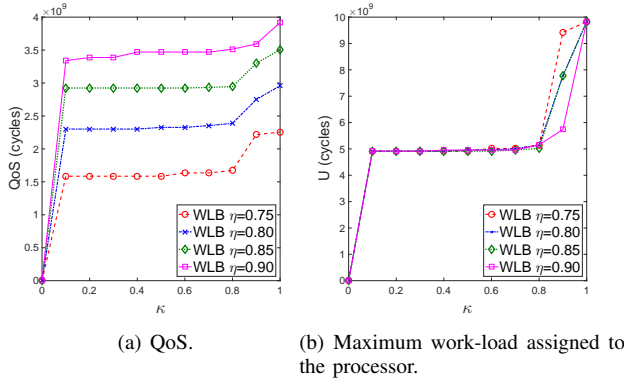 ×10⁹
4
3.5
3
2.5
2
1.5
1
0.5
0
QoS (cycles)
0 0.2 0.4 0.6 0.8 1
κ
WLB η=0.75
WLB η=0.80
WLB η=0.85
WLB η=0.90
(a) QoS.
×10⁹
10
9
8
7
6
5
4
3
2
1
0
U (cycles)
0 0.2 0.4 0.6 0.8 1
κ
WLB η=0.75
WLB η=0.80
WLB η=0.85
WLB η=0.90
(b) Maximum work-load assigned to
the processor.